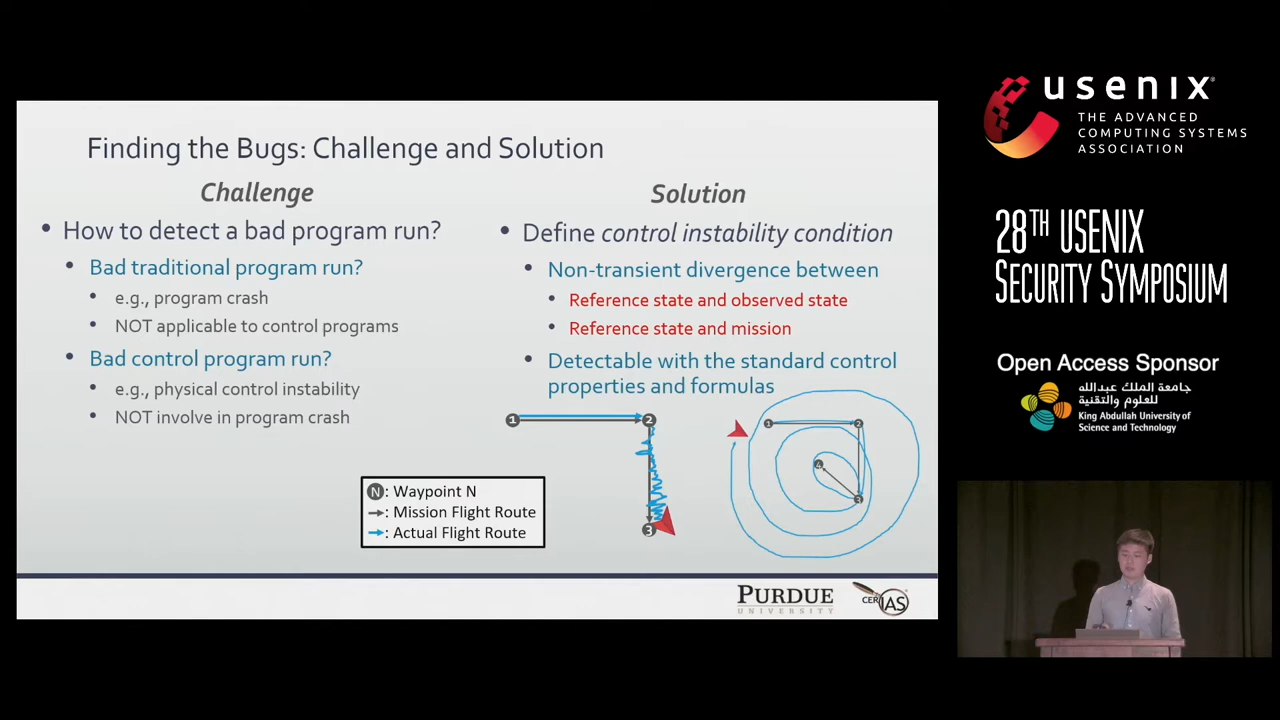 Finding the Bugs: Challenge and Solution
Challenge
• How to detect a bad program run?
• Bad traditional program run?
• e.g., program crash
• NOT applicable to control programs
• Bad control program run?
• e.g., physical control instability
• NOT involve in program crash
Solution
• Define control instability condition
• Non-transient divergence between
• Reference state and observed state
• Reference state and mission
• Detectable with the standard control
properties and formulas
1
2
3
1
2
3
4
N: Waypoint N
: Mission Flight Route
: Actual Flight Route
PURDUE
UNIVERSITY
CERIAS
usenix
THE ADVANCED
COMPUTING SYSTEMS
ASSOCIATION
28TH USENIX
SECURITY SYMPOSIUM
Open Access Sponsor
جامعة الملك عبدالله
للعلوم والتقنية
King Abdullah University of
Science and Technology